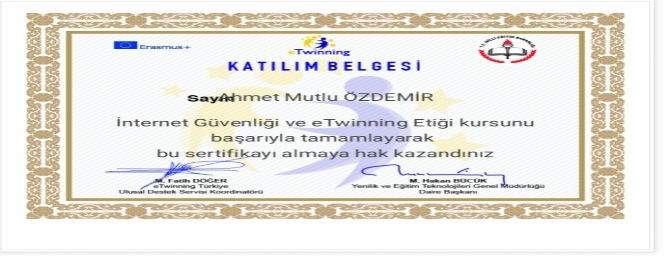 Erasmus+
eTwinning
KATILIM BELGESİ
Sayın Ahmet Mutlu ÖZDEMİR
İnternet Güvenliği ve eTwinning Etiği kursunu
başarıyla tamamlayarak
bu sertifikayı almaya hak kazandınız
M. Fatih DÖĞER
eTwinning Türkiye
Ulusal Destek Servisi Koordinatörü
M. Hakan BÜCÜK
Yenilik ve Eğitim Teknolojileri Genel Müdürlüğü
Daire Başkanı